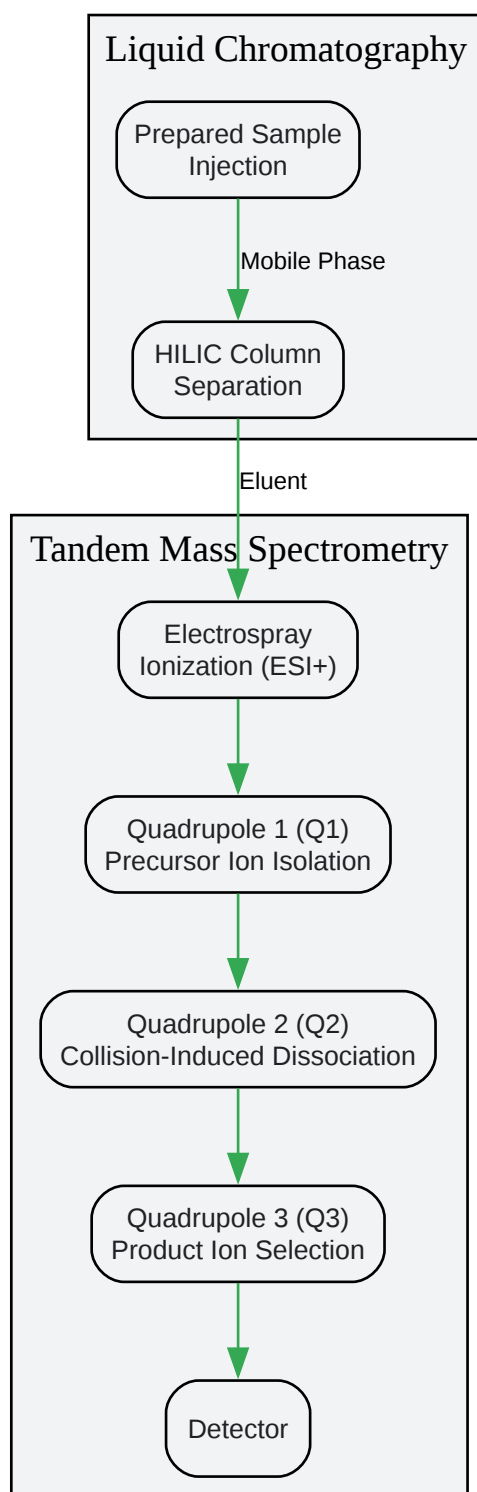 Liquid Chromatography
Prepared Sample
Injection
Mobile Phase
HILIC Column
Separation
Eluent
Tandem Mass Spectrometry
Electrospray
Ionization (ESI+)
Quadrupole 1 (Q1)
Precursor Ion Isolation
Quadrupole 2 (Q2)
Collision-Induced Dissociation
Quadrupole 3 (Q3)
Product Ion Selection
Detector